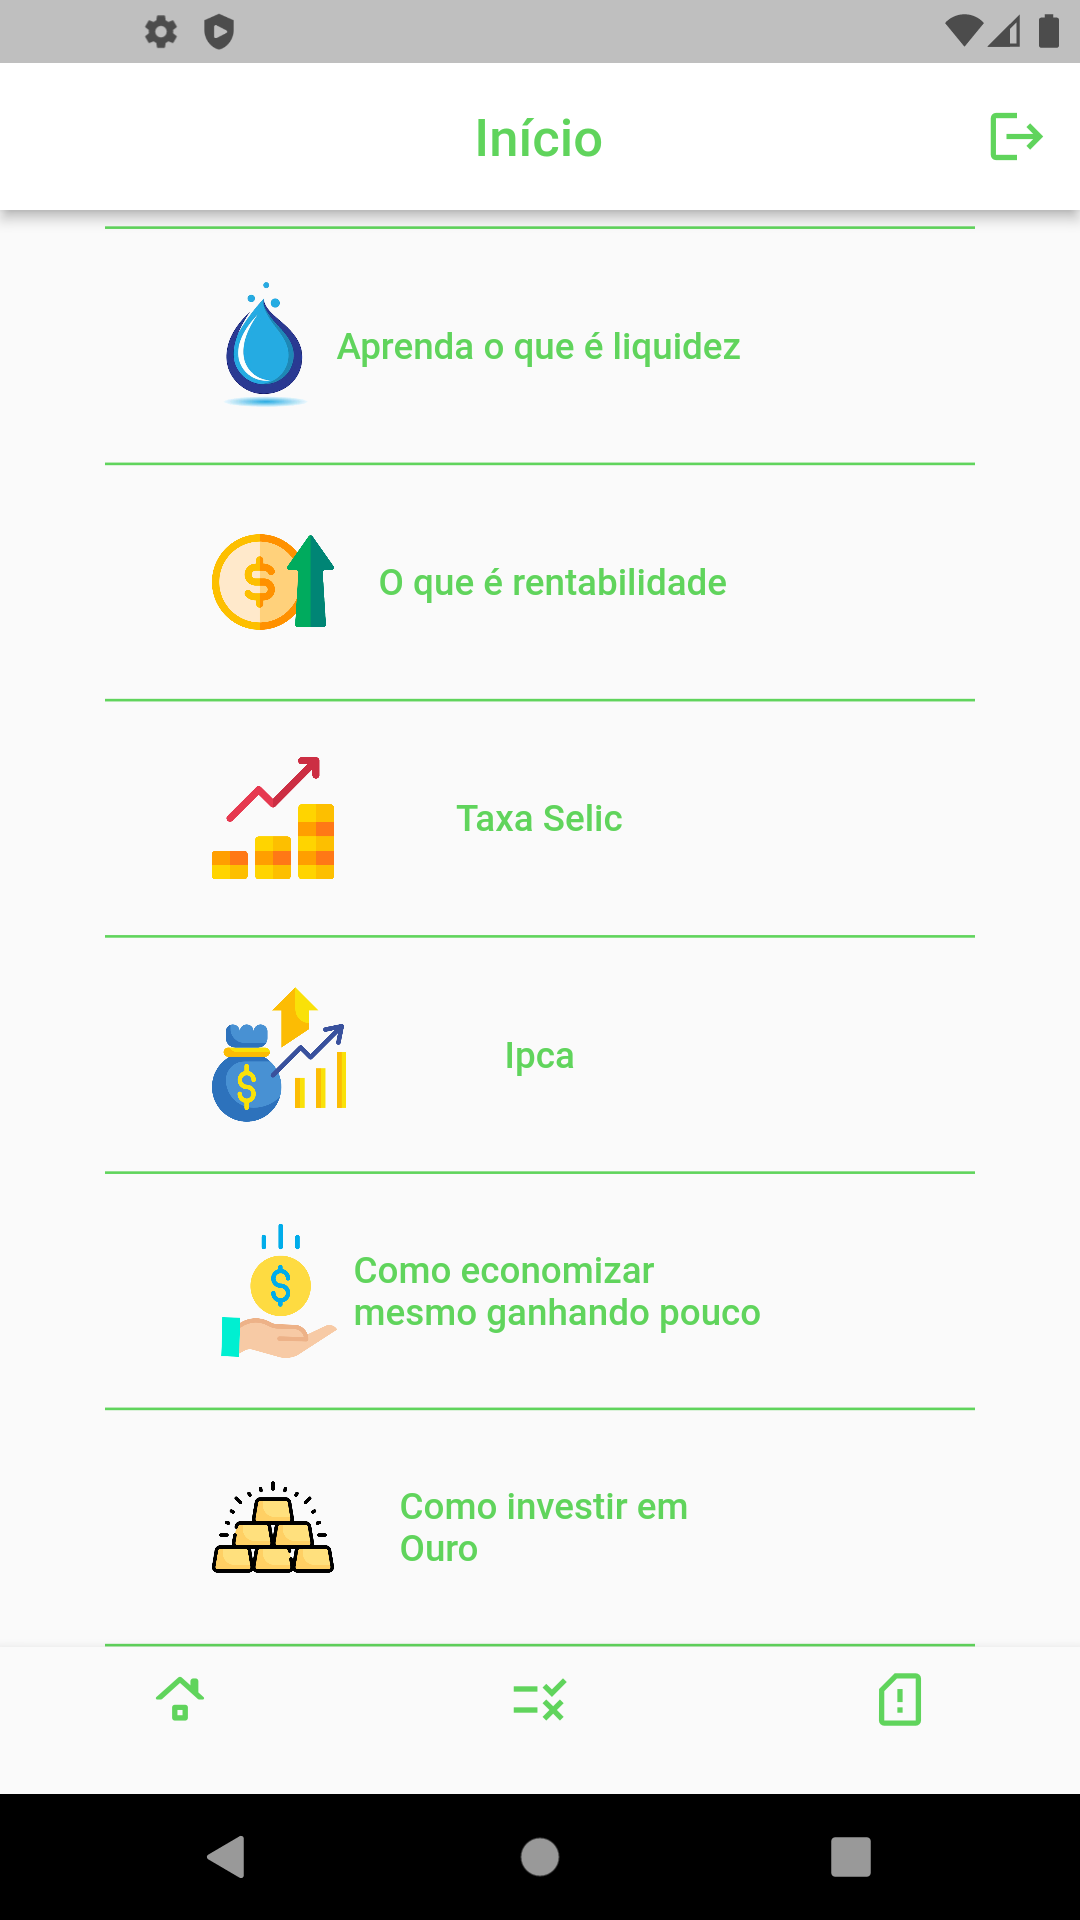 Início
Aprenda o que é liquidez
O que é rentabilidade
Taxa Selic
Ipca
Como economizar
mesmo ganhando pouco
Como investir em
Ouro